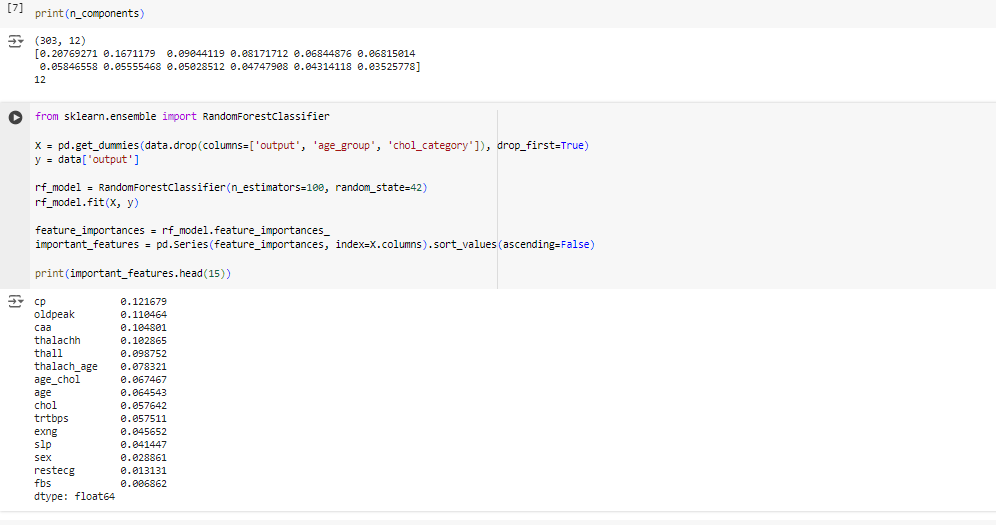 [7] print(n_components)
(303, 12)
[0.20769271 0.1671179  0.09044119 0.08171712 0.06844876 0.06815014
 0.05846558 0.05555468 0.05028512 0.04747908 0.04314118 0.03525778]
12
from sklearn.ensemble import RandomForestClassifier
X = pd.get_dummies(data.drop(columns=['output', 'age_group', 'chol_category']), drop_first=True)
y = data['output']
rf_model = RandomForestClassifier(n_estimators=100, random_state=42)
rf_model.fit(X, y)
feature_importances = rf_model.feature_importances_
important_features = pd.Series(feature_importances, index=X.columns).sort_values(ascending=False)
print(important_features.head(15))
cp             0.121679
oldpeak        0.110464
caa            0.104801
thalachh       0.102865
thall          0.098752
thalach_age    0.078321
age_chol       0.067467
age            0.064543
chol           0.057642
trtbps         0.057511
exng           0.045652
slp            0.041447
sex            0.028861
restecg        0.013131
fbs            0.006862
dtype: float64